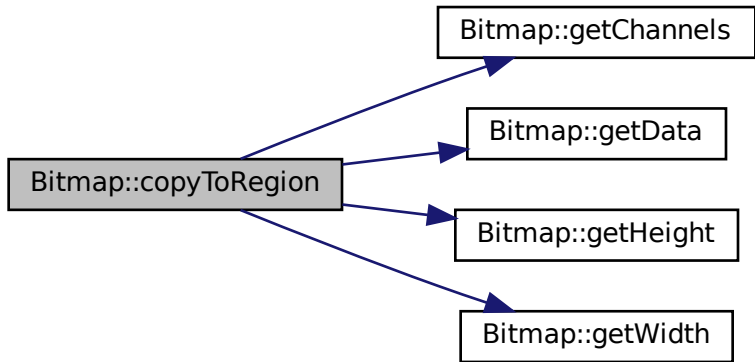 Bitmap::getChannels
Bitmap::getData
Bitmap::copyToRegion
Bitmap::getHeight
Bitmap::getWidth